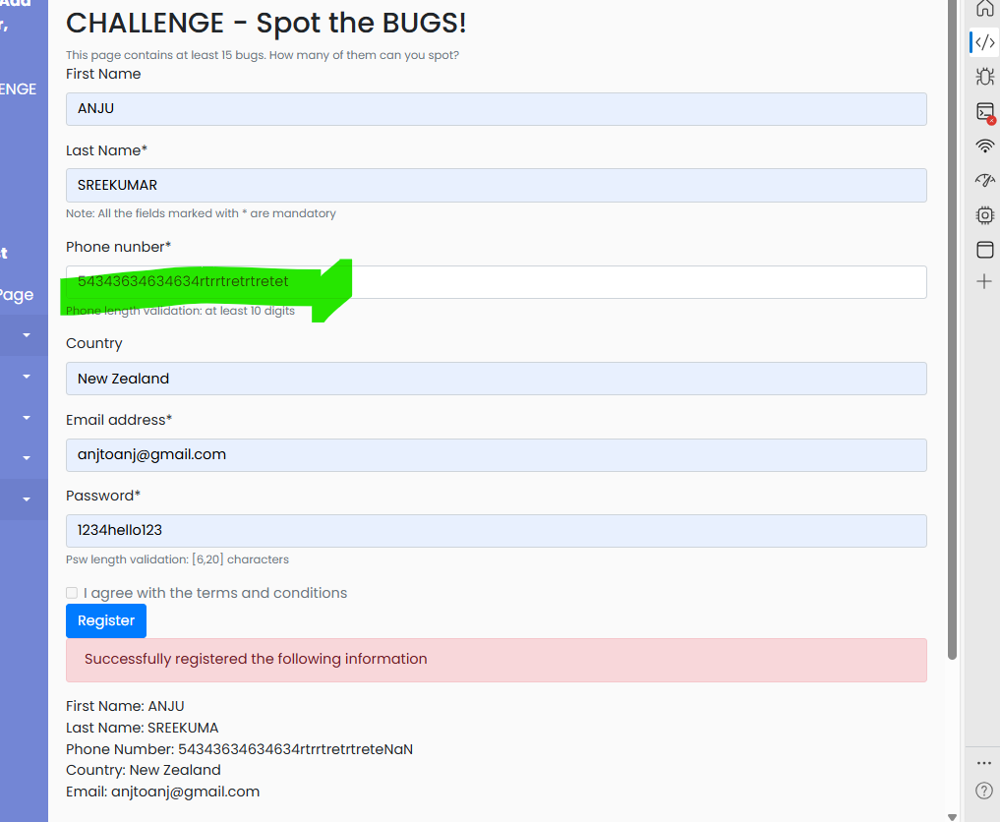 Add
r,
CHALLENGE - Spot the BUGS!
This page contains at least 15 bugs. How many of them can you spot?
First Name
ENGE
ANJU
Last Name*
SREEKUMAR
Note: All the fields marked with * are mandatory
Phone nunber*
st
54343634634634rtrrtretrtretet
Page
Phone length validation: at least 10 digits
Country
New Zealand
Email address*
anjtoanj@gmail.com
Password*
1234hello123
Psw length validation: [6,20] characters
I agree with the terms and conditions
Register
Successfully registered the following information
First Name: ANJU
Last Name: SREEKUMA
Phone Number: 54343634634634rtrrtretrtreteNaN
Country: New Zealand
Email: anjtoanj@gmail.com